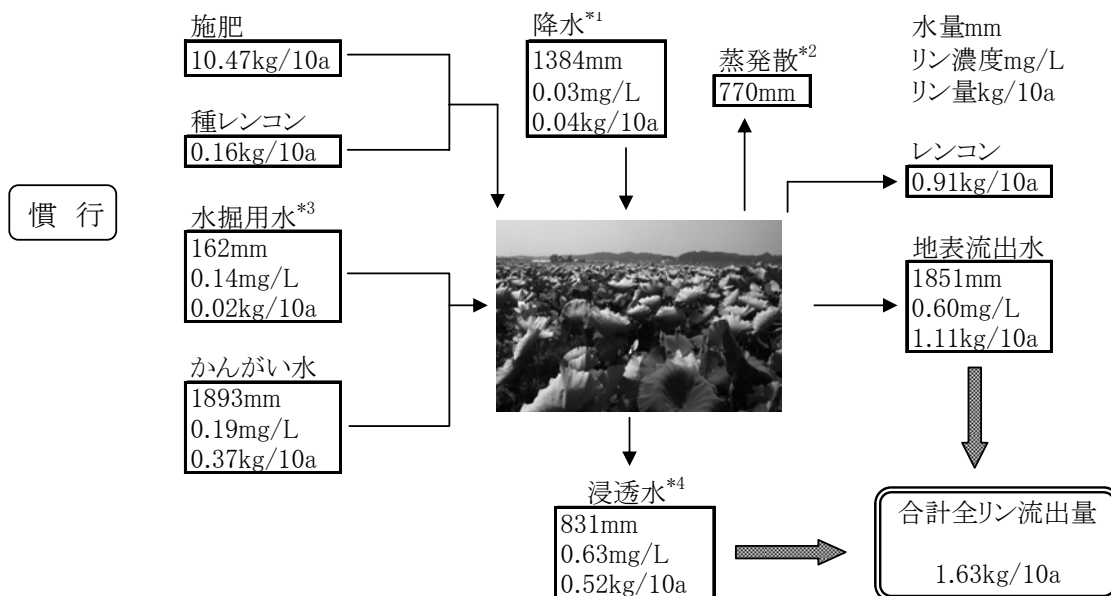 施肥
10.47kg/10a
種レンコン
0.16kg/10a
慣 行
水掘用水*3
162mm
0.14mg/L
0.02kg/10a
かんがい水
1893mm
0.19mg/L
0.37kg/10a
降水*1
1384mm
0.03mg/L
0.04kg/10a
蒸発散*2
770mm
水量mm
リン濃度mg/L
リン量kg/10a
レンコン
0.91kg/10a
地表流出水
1851mm
0.60mg/L
1.11kg/10a
浸透水*4
831mm
0.63mg/L
0.52kg/10a
合計全リン流出量
1.63kg/10a